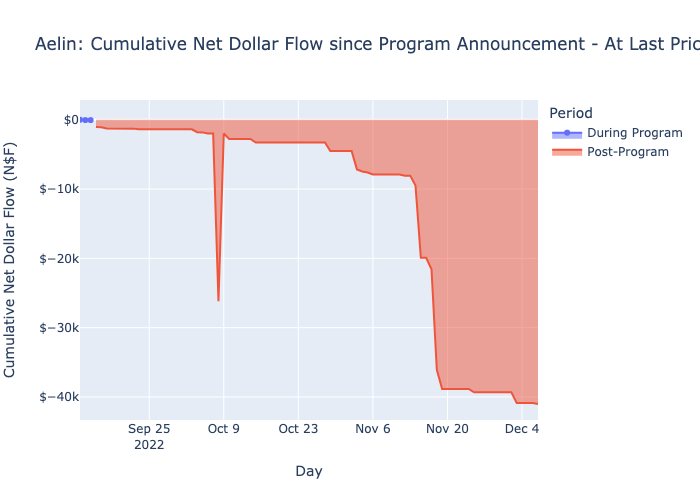 Aelin: Cumulative Net Dollar Flow since Program Announcement - At Last Pric
Period
During Program
Post-Program
Cumulative Net Dollar Flow (N$F)
$0
$−10k
$−20k
$−30k
$−40k
Sep 25
2022
Oct 9
Oct 23
Nov 6
Nov 20
Dec 4
Day